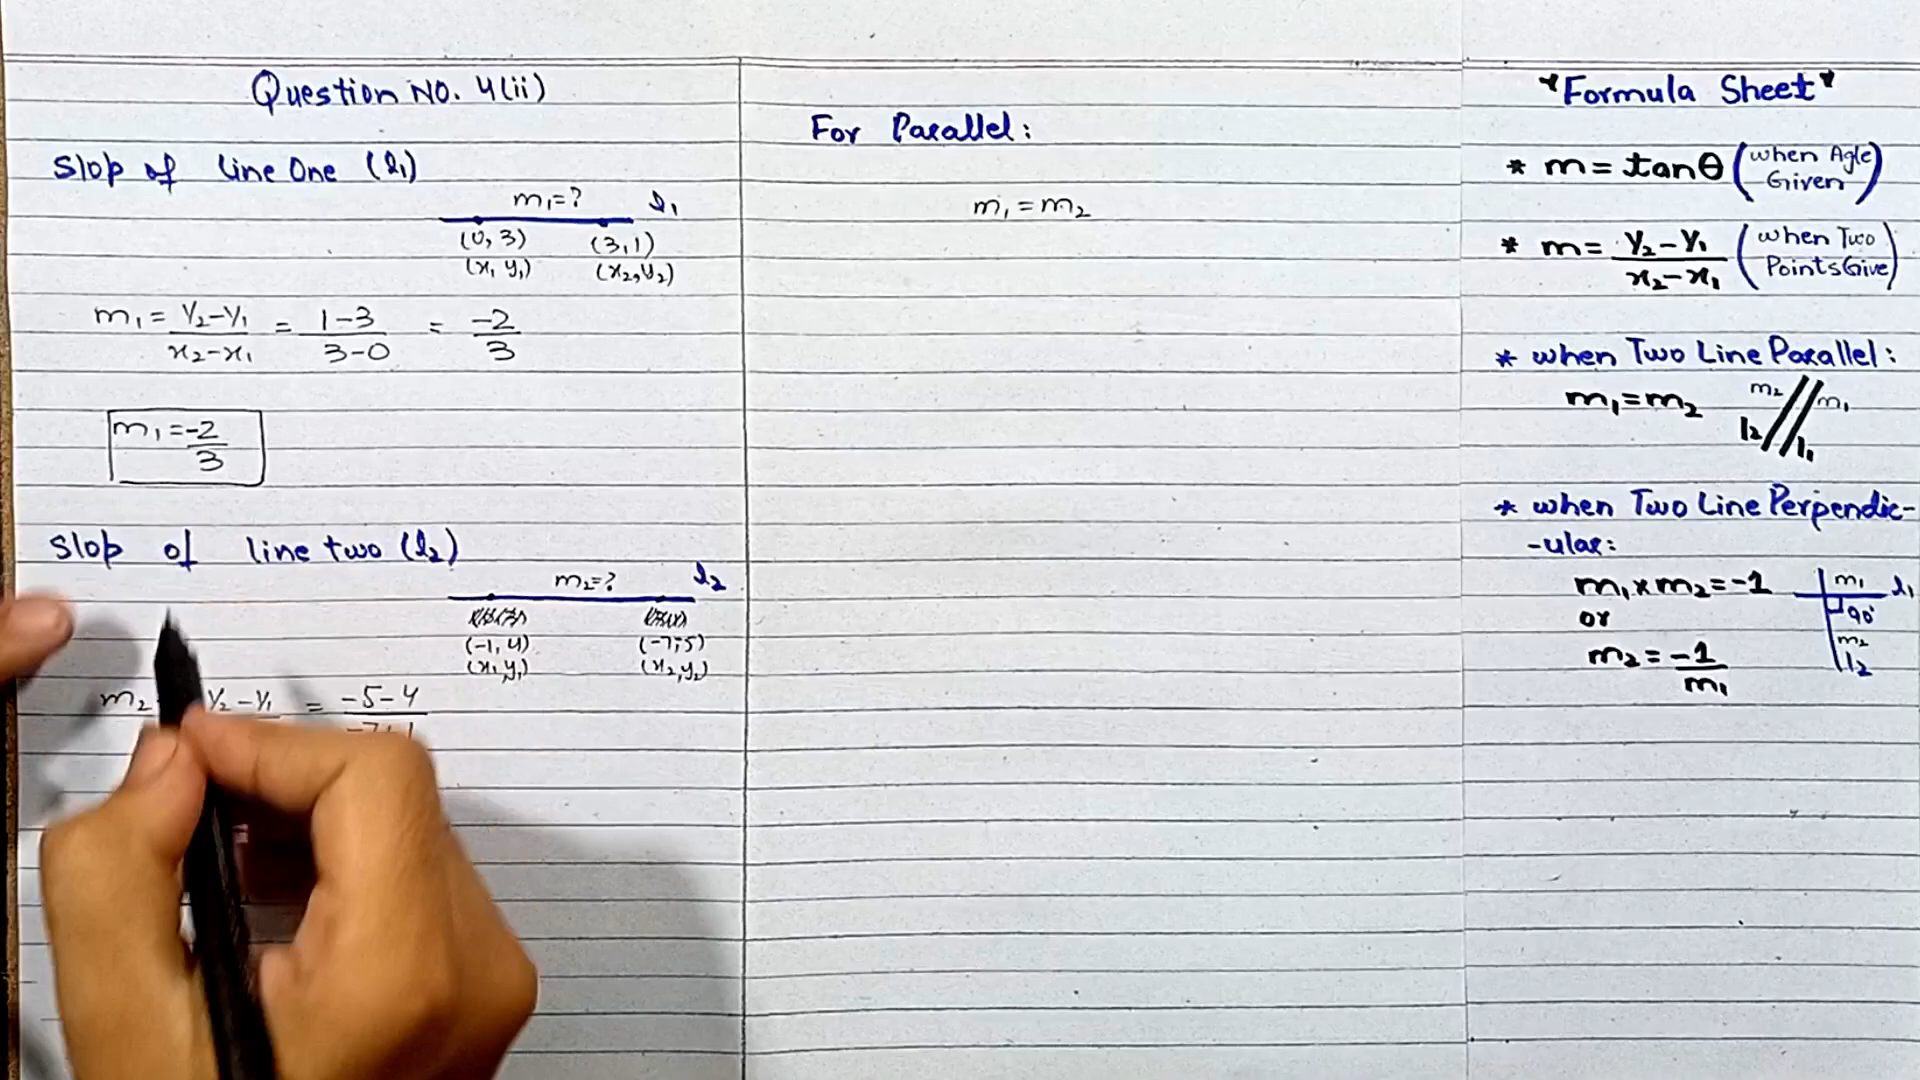 Question NO. 4(ii)
Slop of line One (l₁)
m₁=? l₁
(0, 3) (3,1)
(x₁ y₁) (x₂,y₂)
m₁ = y₂-y₁/x₂-x₁ = 1-3/3-0 = -2/3
m₁ = -2/3
Slop of line two (l₂)
m₂=? l₂
(-1, 4) (-7,-5)
(x₁,y₁) (x₂,y₂)
m₂ y₂-y₁ = -5-4
For Parallel:
m₁ = m₂
"Formula Sheet"
* m = tanθ (when Agle Given)
* m = y₂-y₁/x₂-x₁ (when Two Points Give)
* when Two Line Parallel:
m₁=m₂ m₂ m₁
l₂ l₁
* when Two Line Perpendic-
-ular:
m₁ x m₂ = -1 m₁ l₁
or 90°
m₂ = -1/m₁ m₂
l₂